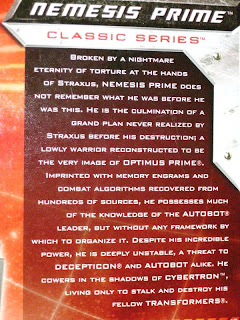 NEMESIS PRIME™
CLASSIC SERIES™
BROKEN BY A NIGHTMARE
ETERNITY OF TORTURE AT THE HANDS
OF STRAXUS, NEMESIS PRIME DOES
NOT REMEMBER WHAT HE WAS BEFORE HE
WAS THIS. HE IS THE CULMINATION OF A
GRAND PLAN NEVER REALIZED BY
STRAXUS BEFORE HIS DESTRUCTION; A
LOWLY WARRIOR RECONSTRUCTED TO BE
THE VERY IMAGE OF OPTIMUS PRIME®.
IMPRINTED WITH MEMORY ENGRAMS AND
COMBAT ALGORITHMS RECOVERED FROM
HUNDREDS OF SOURCES, HE POSSESSES MUCH
OF THE KNOWLEDGE OF THE AUTOBOT®
LEADER, BUT WITHOUT ANY FRAMEWORK BY
WHICH TO ORGANIZE IT. DESPITE HIS INCREDIBLE
POWER, HE IS DEEPLY UNSTABLE, A THREAT TO
DECEPTICON® AND AUTOBOT ALIKE. HE
COWERS IN THE SHADOWS OF CYBERTRON™,
LIVING ONLY TO STALK AND DESTROY HIS
FELLOW TRANSFORMERS®.